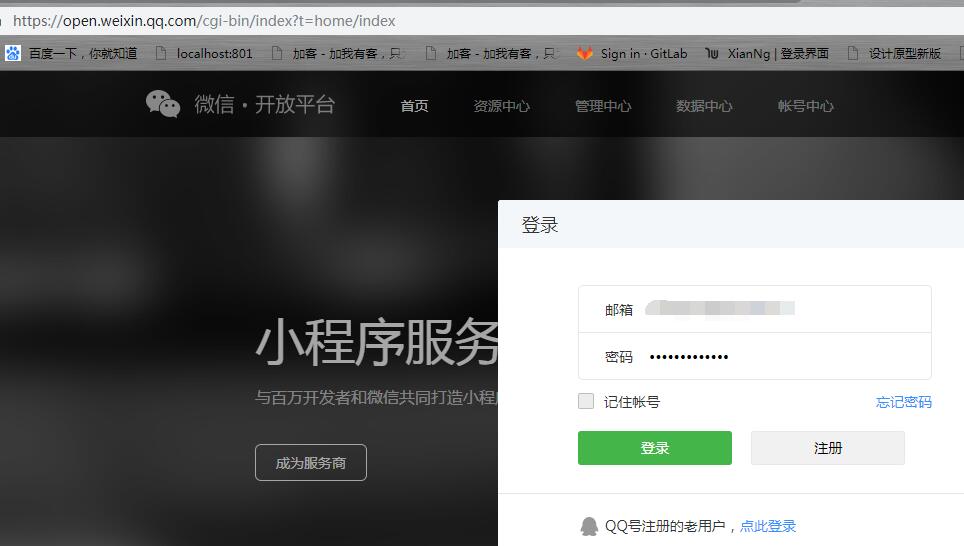 https://open.weixin.qq.com/cgi-bin/index?t=home/index
百度一下，你就知道 localhost:801 加客 - 加我有客，只 加客 - 加我有客，只 Sign in · GitLab XianNg | 登录界面 设计原型新版
微信·开放平台 首页 资源中心 管理中心 数据中心 帐号中心
登录
邮箱
小程序服务
密码 •••••••••••••
与百万开发者和微信共同打造小程
记住帐号 忘记密码
登录 注册
成为服务商
QQ号注册的老用户，点此登录